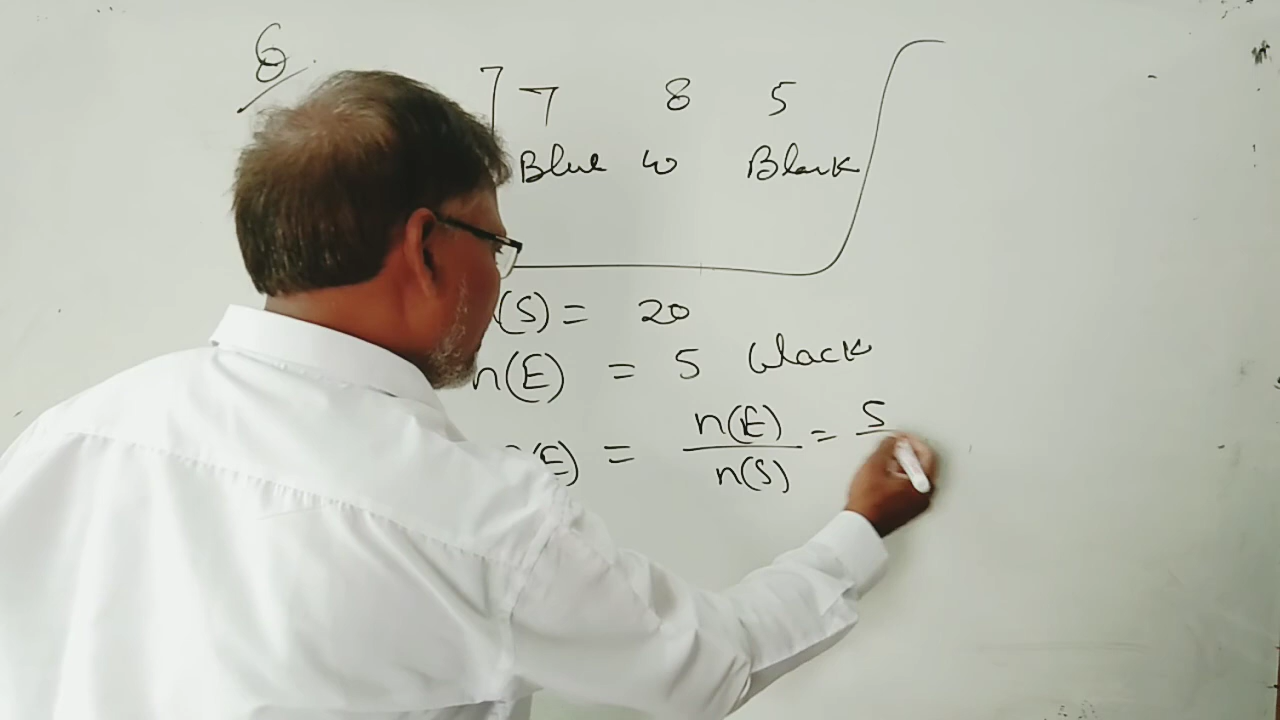 6
7 8 5
Blue W Black
(S) = 20
n(E) = 5 black
(E) = n(E)/n(S) = 5